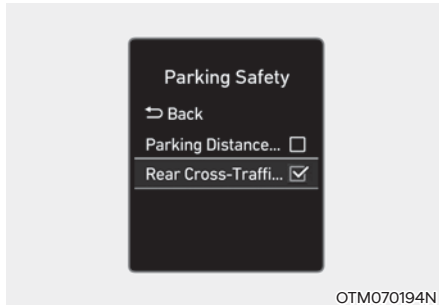 Parking Safety
Back
Parking Distance...
Rear Cross-Traffi...
OTM070194N